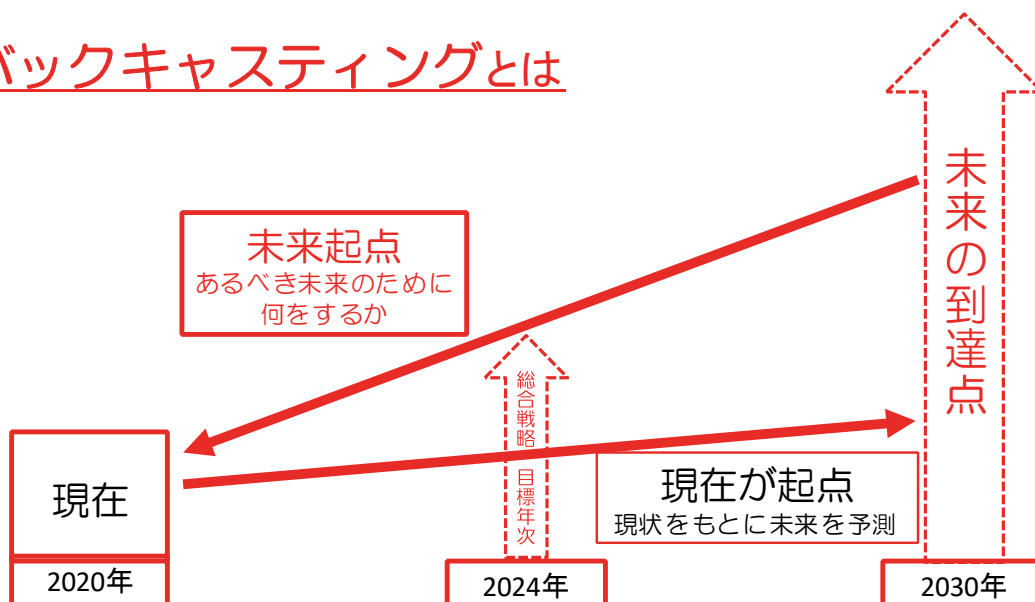 バックキャスティングとは
未来起点
あるべき未来のために
何をするか
未来の到達点
総合戦略 目標年次
現在
現在が起点
現状をもとに未来を予測
2020年
2024年
2030年